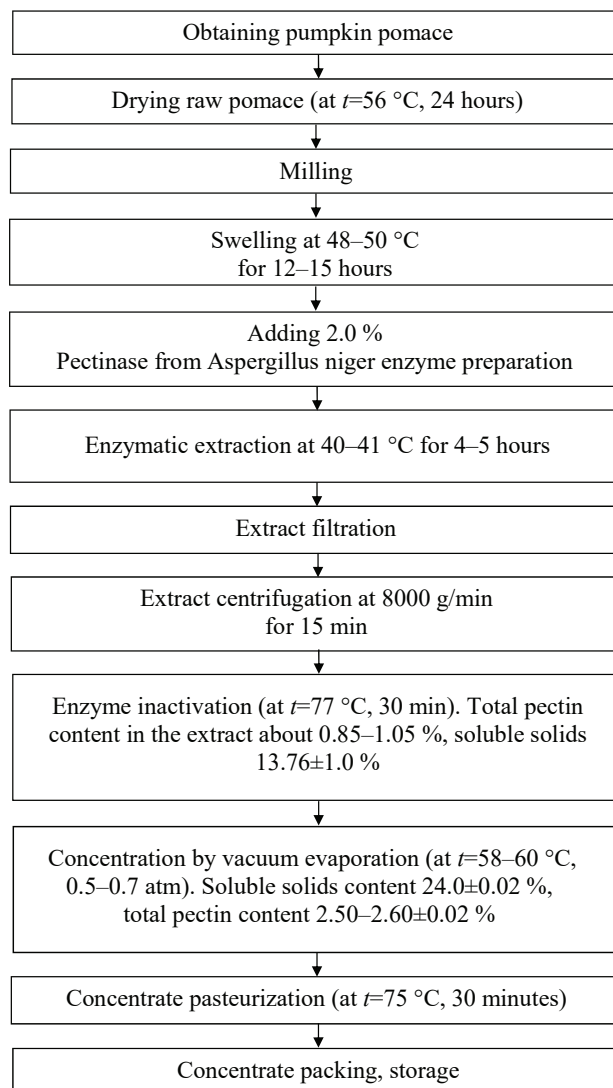 Obtaining pumpkin pomace
Drying raw pomace (at t=56 °C, 24 hours)
Milling
Swelling at 48–50 °C
for 12–15 hours
Adding 2.0 %
Pectinase from Aspergillus niger enzyme preparation
Enzymatic extraction at 40–41 °C for 4–5 hours
Extract filtration
Extract centrifugation at 8000 g/min
for 15 min
Enzyme inactivation (at t=77 °C, 30 min). Total pectin
content in the extract about 0.85–1.05 %, soluble solids
13.76±1.0 %
Concentration by vacuum evaporation (at t=58–60 °C,
0.5–0.7 atm). Soluble solids content 24.0±0.02 %,
total pectin content 2.50–2.60±0.02 %
Concentrate pasteurization (at t=75 °C, 30 minutes)
Concentrate packing, storage